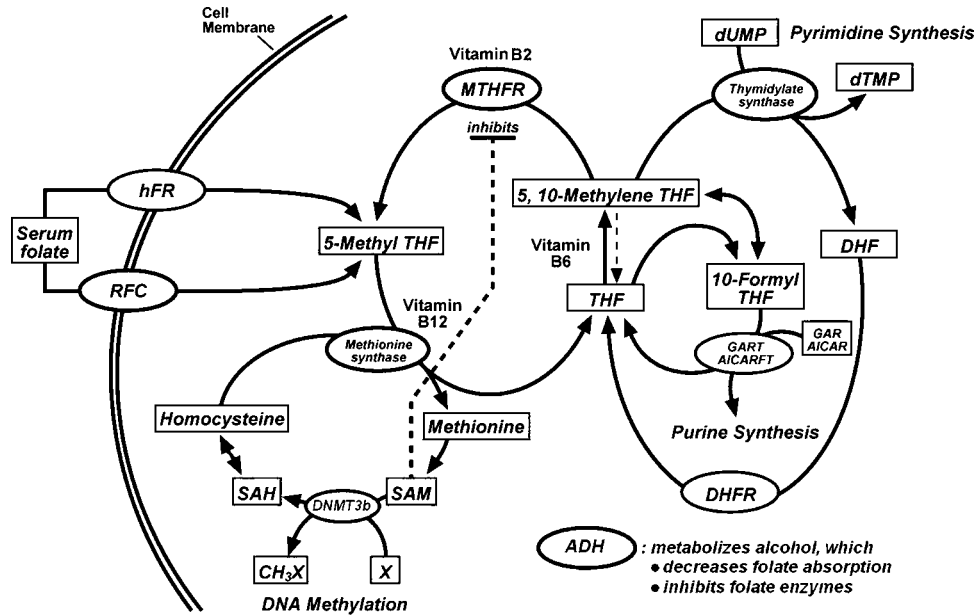 Cell
Membrane
Vitamin B2
MTHFR
inhibits
dUMP
Pyrimidine Synthesis
Thymidylate
synthase
dTMP
hFR
Serum
folate
RFC
5-Methyl THF
5, 10-Methylene THF
Vitamin
B6
THF
10-Formyl
THF
DHF
Vitamin
B12
Methionine
synthase
GART
AICARFT
GAR
AICAR
Homocysteine
Methionine
Purine Synthesis
SAH
DNMT3b
SAM
DHFR
CH₃X
X
DNA Methylation
ADH
: metabolizes alcohol, which
● decreases folate absorption
● inhibits folate enzymes